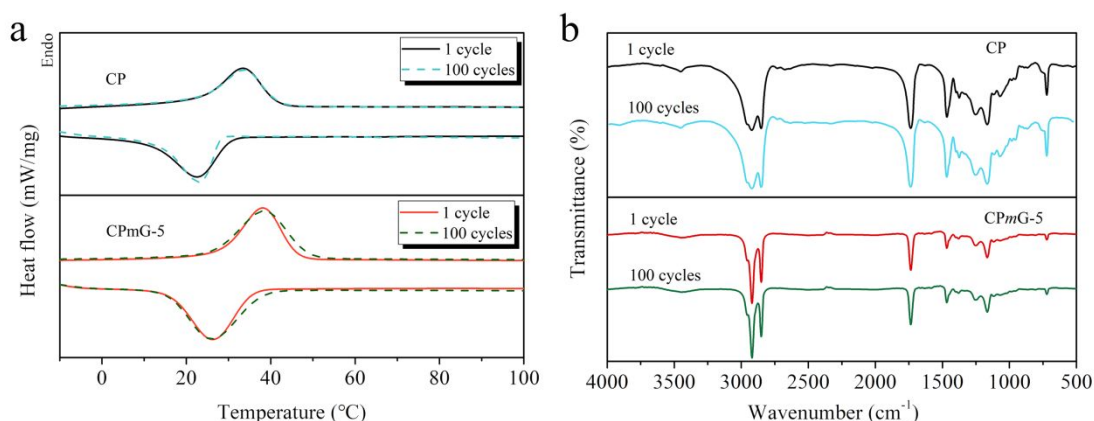 a
Endo
CP
1 cycle
100 cycles
CPmG-5
1 cycle
100 cycles
Heat flow (mW/mg)
0 20 40 60 80 100
Temperature (℃)
b
1 cycle
CP
100 cycles
1 cycle
CPmG-5
100 cycles
Transmittance (%)
4000 3500 3000 2500 2000 1500 1000 500
Wavenumber (cm⁻¹)